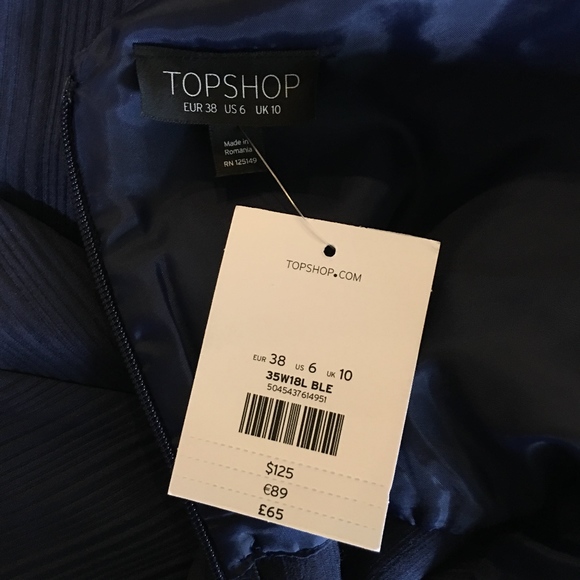 TOPSHOP
EUR 38 US 6 UK 10
Made in
Romania
RN 125149
TOPSHOP.COM
EUR 38 US 6 UK 10
35W18L BLE
5045437614951
$125
€89
£65